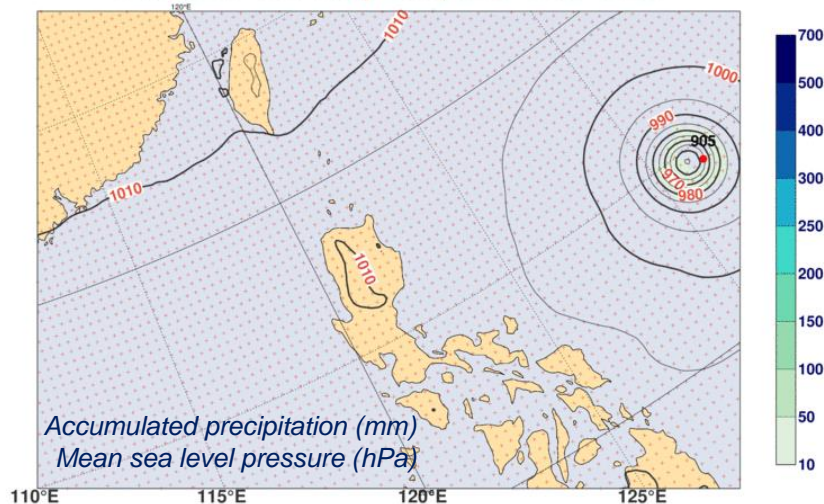 120°E
1010
1000
990
905
970
980
1010
1010
Accumulated precipitation (mm)
Mean sea level pressure (hPa)
110°E
115°E
120°E
125°E
700
500
400
300
250
200
150
100
50
10